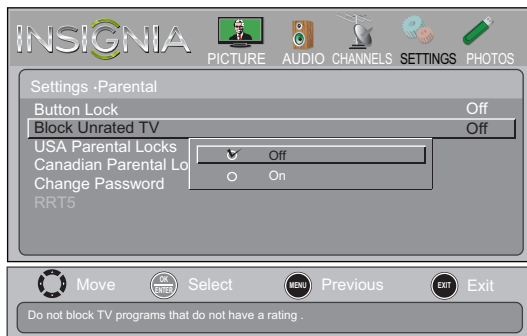 INSIGNIA
PICTURE AUDIO CHANNELS SETTINGS PHOTOS
Settings ·Parental
Button Lock Off
Block Unrated TV Off
USA Parental Locks
Canadian Parental Lo
Change Password
RRT5
Off
On
Move OK ENTER Select MENU Previous EXIT Exit
Do not block TV programs that do not have a rating .